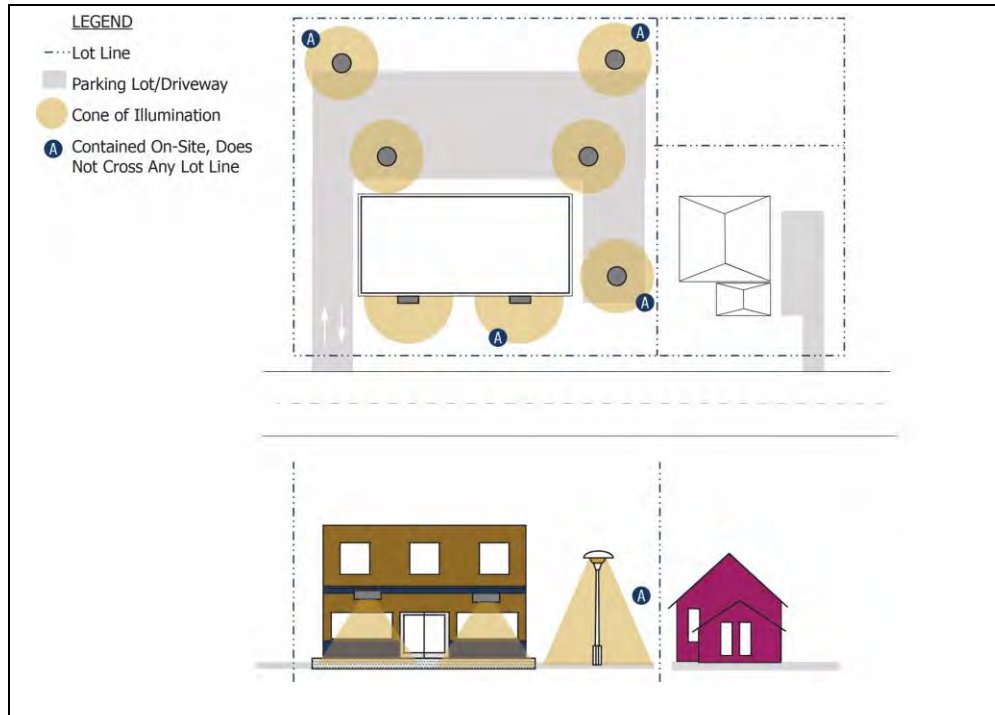 LEGEND
Lot Line
Parking Lot/Driveway
Cone of Illumination
A Contained On-Site, Does
Not Cross Any Lot Line
A
A
A
A
A